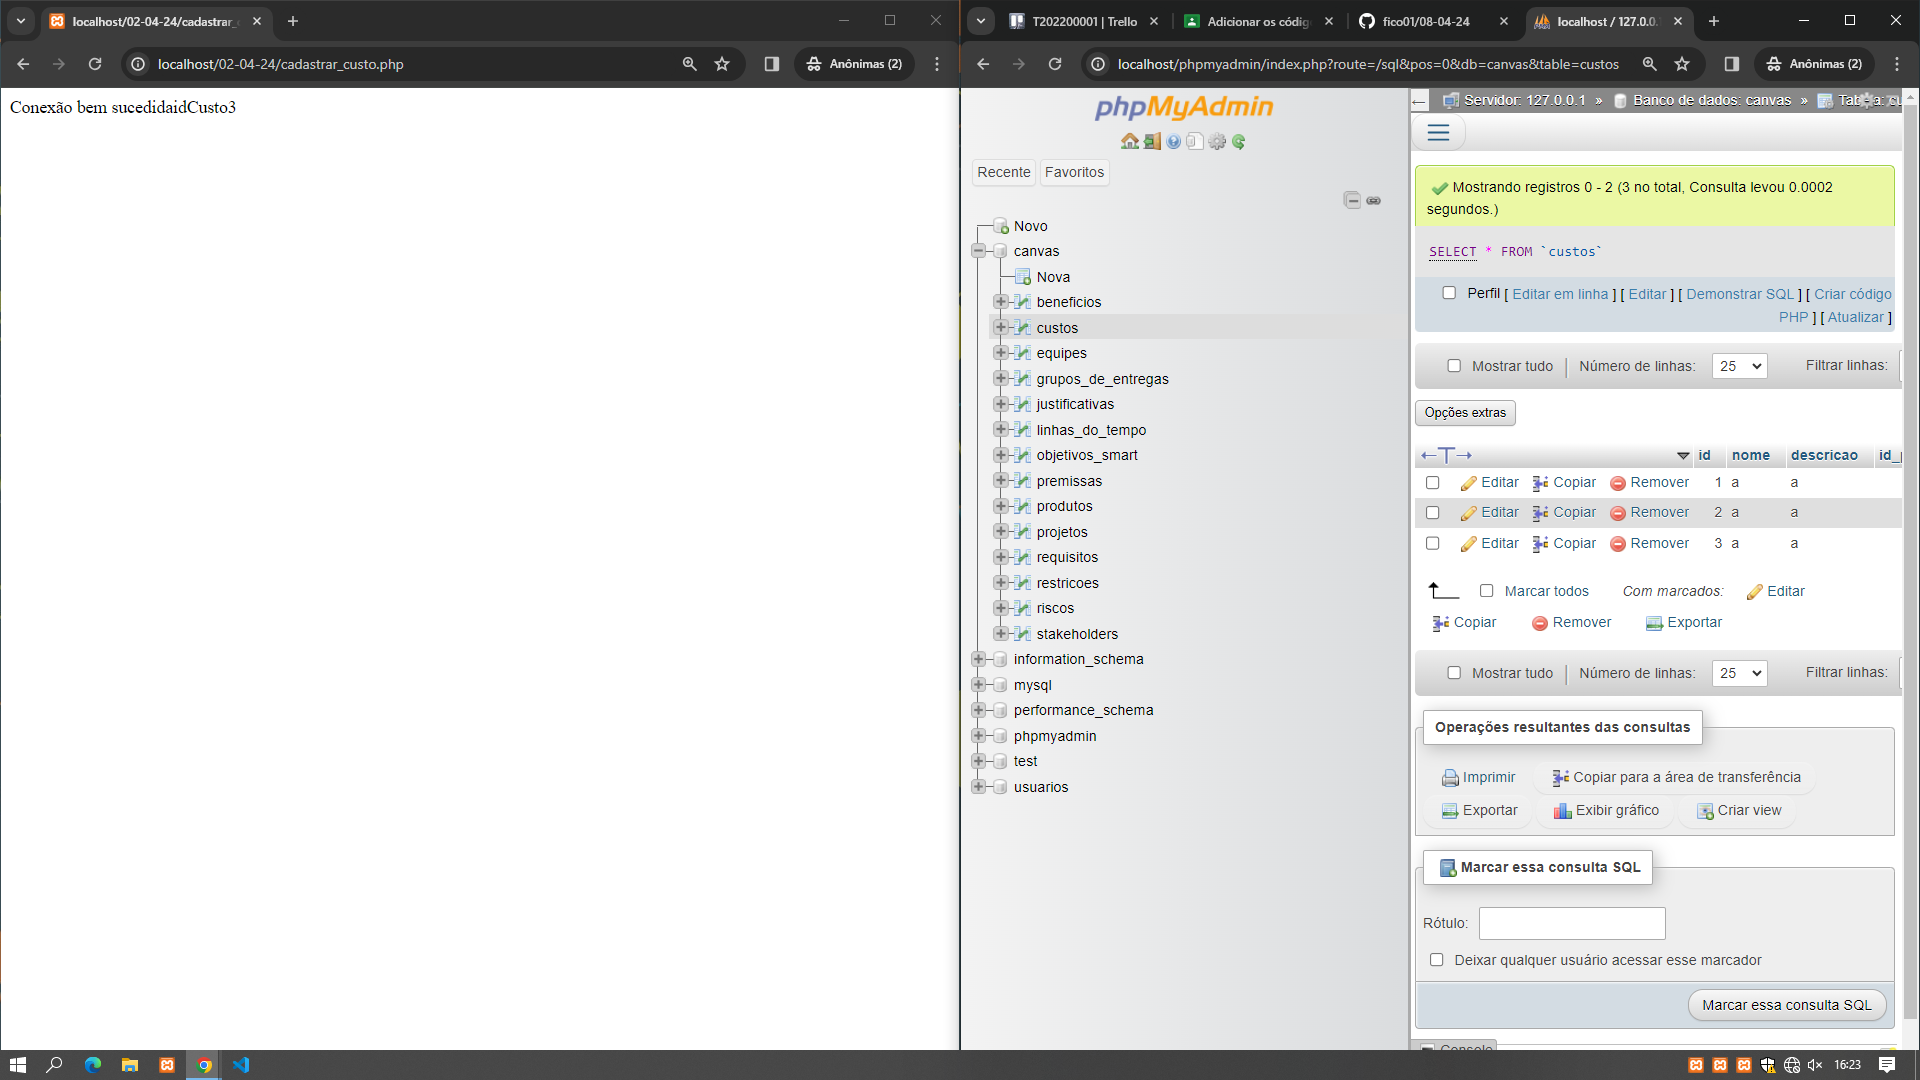 localhost/02-04-24/cadastrar_
localhost/02-04-24/cadastrar_custo.php
Anônimas (2)
Conexão bem sucedidaidCusto3
T202200001 | Trello
Adicionar os códig
fico01/08-04-24
localhost / 127.0.0.
localhost/phpmyadmin/index.php?route=/sql&pos=0&db=canvas&table=custos
Anônimas (2)
phpMyAdmin
Recente
Favoritos
Novo
canvas
Nova
beneficios
custos
equipes
grupos_de_entregas
justificativas
linhas_do_tempo
objetivos_smart
premissas
produtos
projetos
requisitos
restricoes
riscos
stakeholders
information_schema
mysql
performance_schema
phpmyadmin
test
usuarios
Servidor: 127.0.0.1 » Banco de dados: canvas »
Mostrando registros 0 - 2 (3 no total, Consulta levou 0.0002
segundos.)
SELECT * FROM `custos`
Perfil [ Editar em linha ] [ Editar ] [ Demonstrar SQL ] [ Criar código
PHP ] [ Atualizar ]
Mostrar tudo | Número de linhas: 25 Filtrar linhas:
Opções extras
←T→ id nome descricao id_
Editar Copiar Remover 1 a a
Editar Copiar Remover 2 a a
Editar Copiar Remover 3 a a
Marcar todos Com marcados: Editar
Copiar Remover Exportar
Mostrar tudo | Número de linhas: 25 Filtrar linhas:
Operações resultantes das consultas
Imprimir Copiar para a área de transferência
Exportar Exibir gráfico Criar view
Marcar essa consulta SQL
Rótulo:
Deixar qualquer usuário acessar esse marcador
Marcar essa consulta SQL
Console
16:23